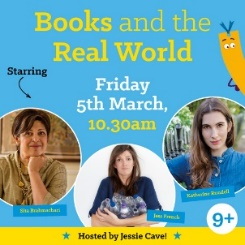 Books and the
Real World
Starring
Friday
5th March,
10.30am
Katherine Rundell
Jess French
9+
Hosted by Jessie Cave!